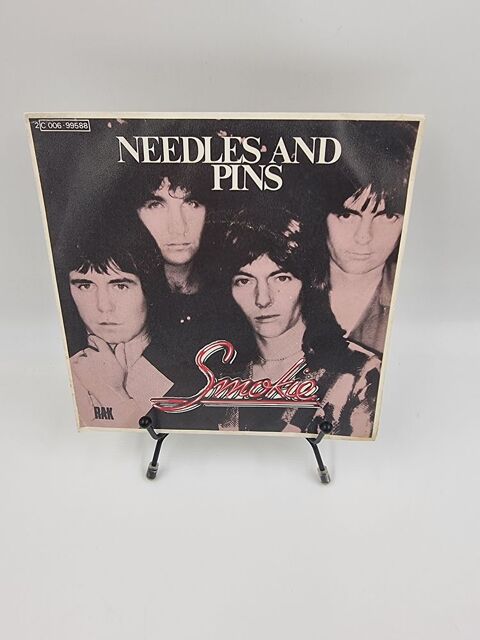 2C 006-99588
NEEDLES AND
PINS
Smokie
RAK